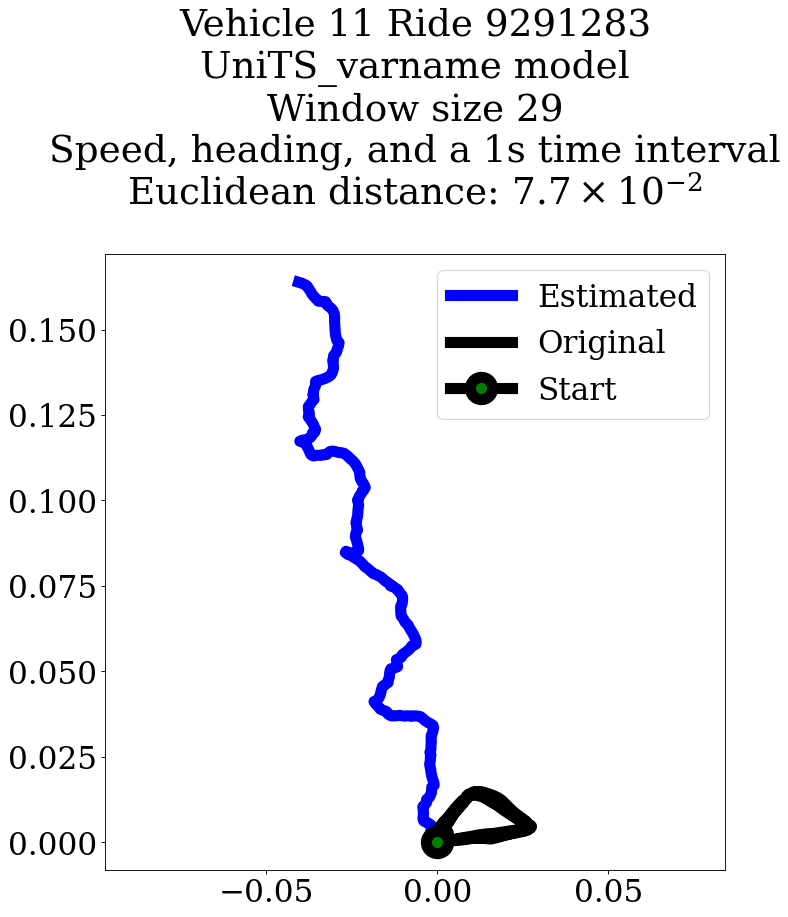 Vehicle 11 Ride 9291283
UniTS_varname model
Window size 29
Speed, heading, and a 1s time interval
Euclidean distance: 7.7 × 10⁻²
Estimated
Original
Start
0.150
0.125
0.100
0.075
0.050
0.025
0.000
−0.05 0.00 0.05